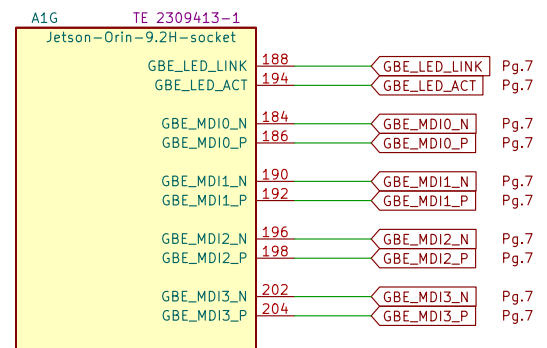 A1G TE 2309413-1
Jetson-Orin-9.2H-socket
GBE_LED_LINK 188 GBE_LED_LINK Pg.7
GBE_LED_ACT 194 GBE_LED_ACT Pg.7
GBE_MDI0_N 184 GBE_MDI0_N Pg.7
GBE_MDI0_P 186 GBE_MDI0_P Pg.7
GBE_MDI1_N 190 GBE_MDI1_N Pg.7
GBE_MDI1_P 192 GBE_MDI1_P Pg.7
GBE_MDI2_N 196 GBE_MDI2_N Pg.7
GBE_MDI2_P 198 GBE_MDI2_P Pg.7
GBE_MDI3_N 202 GBE_MDI3_N Pg.7
GBE_MDI3_P 204 GBE_MDI3_P Pg.7